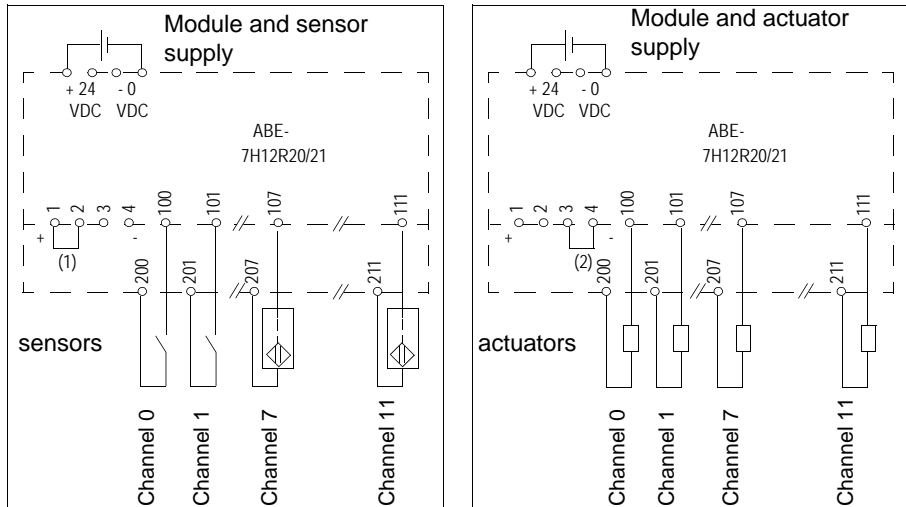 Module and sensor
supply
+ 24 - 0
VDC VDC
ABE-
7H12R20/21
1 2 3 4 100 101 107 111
+ -
(1)
200 201 207 211
sensors
Channel 0
Channel 1
Channel 7
Channel 11
Module and actuator
supply
+ 24 - 0
VDC VDC
ABE-
7H12R20/21
1 2 3 4 100 101 107 111
+ -
(2)
200 201 207 211
actuators
Channel 0
Channel 1
Channel 7
Channel 11